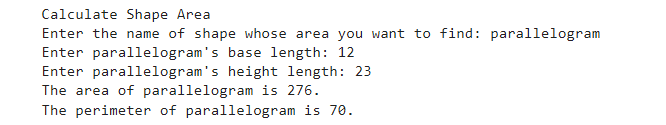 Calculate Shape Area
Enter the name of shape whose area you want to find: parallelogram
Enter parallelogram's base length: 12
Enter parallelogram's height length: 23
The area of parallelogram is 276.
The perimeter of parallelogram is 70.